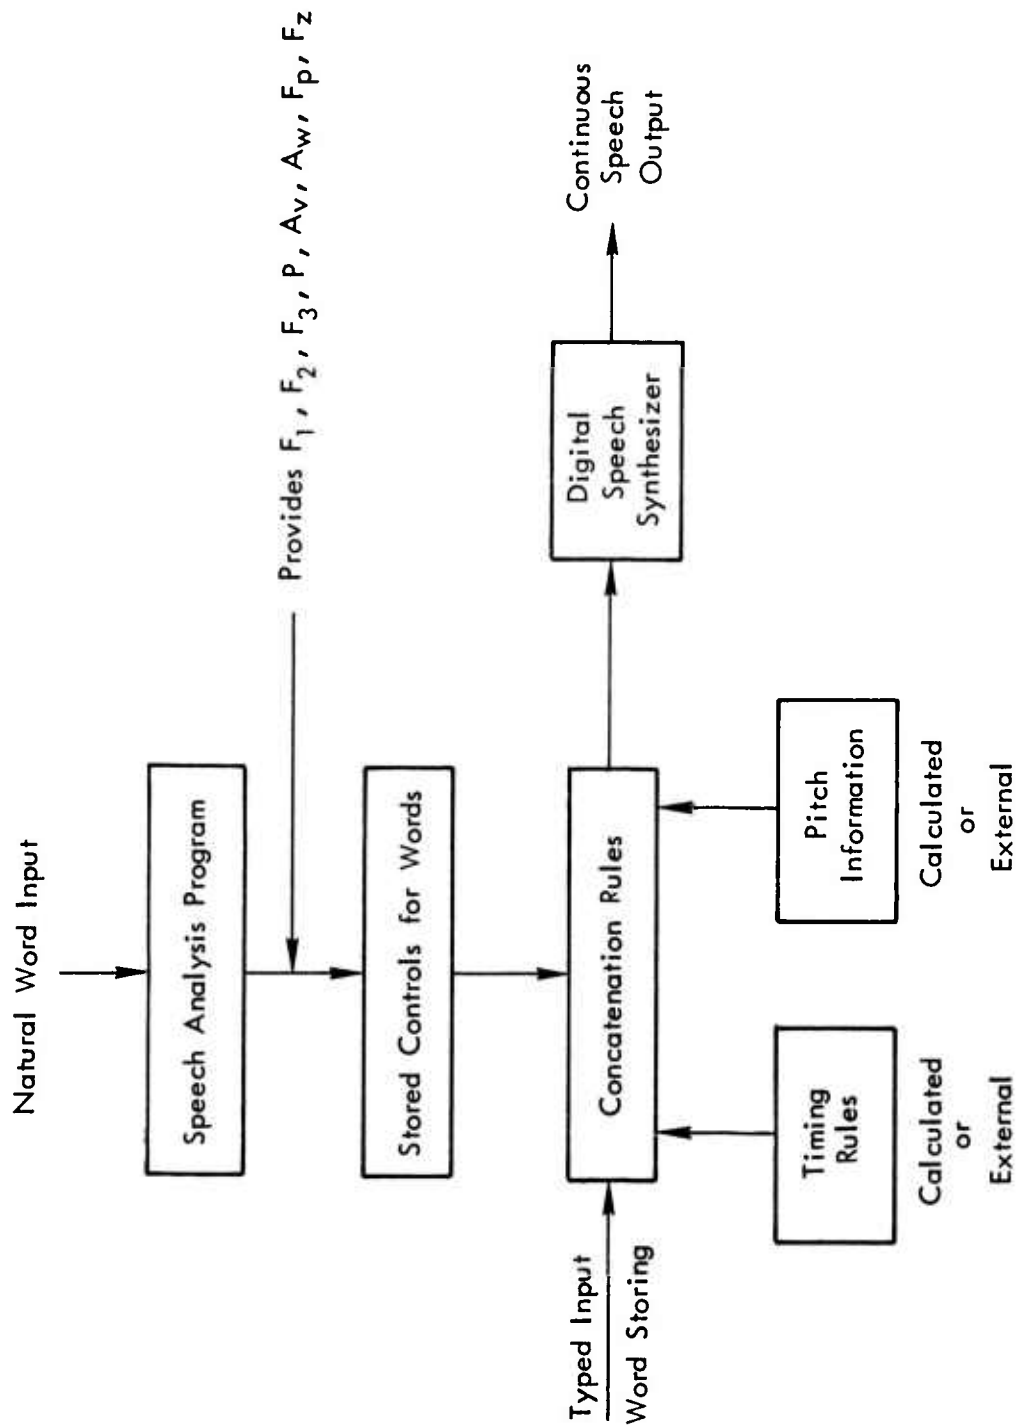 Natural Word Input
Speech Analysis Program
Provides F1, F2, F3, P, Av, Aw, Fp, Fz
Stored Controls for Words
Typed Input
Word Storing
Concatenation Rules
Digital
Speech
Synthesizer
Continuous
Speech
Output
Timing
Rules
Calculated
or
External
Pitch
Information
Calculated
or
External